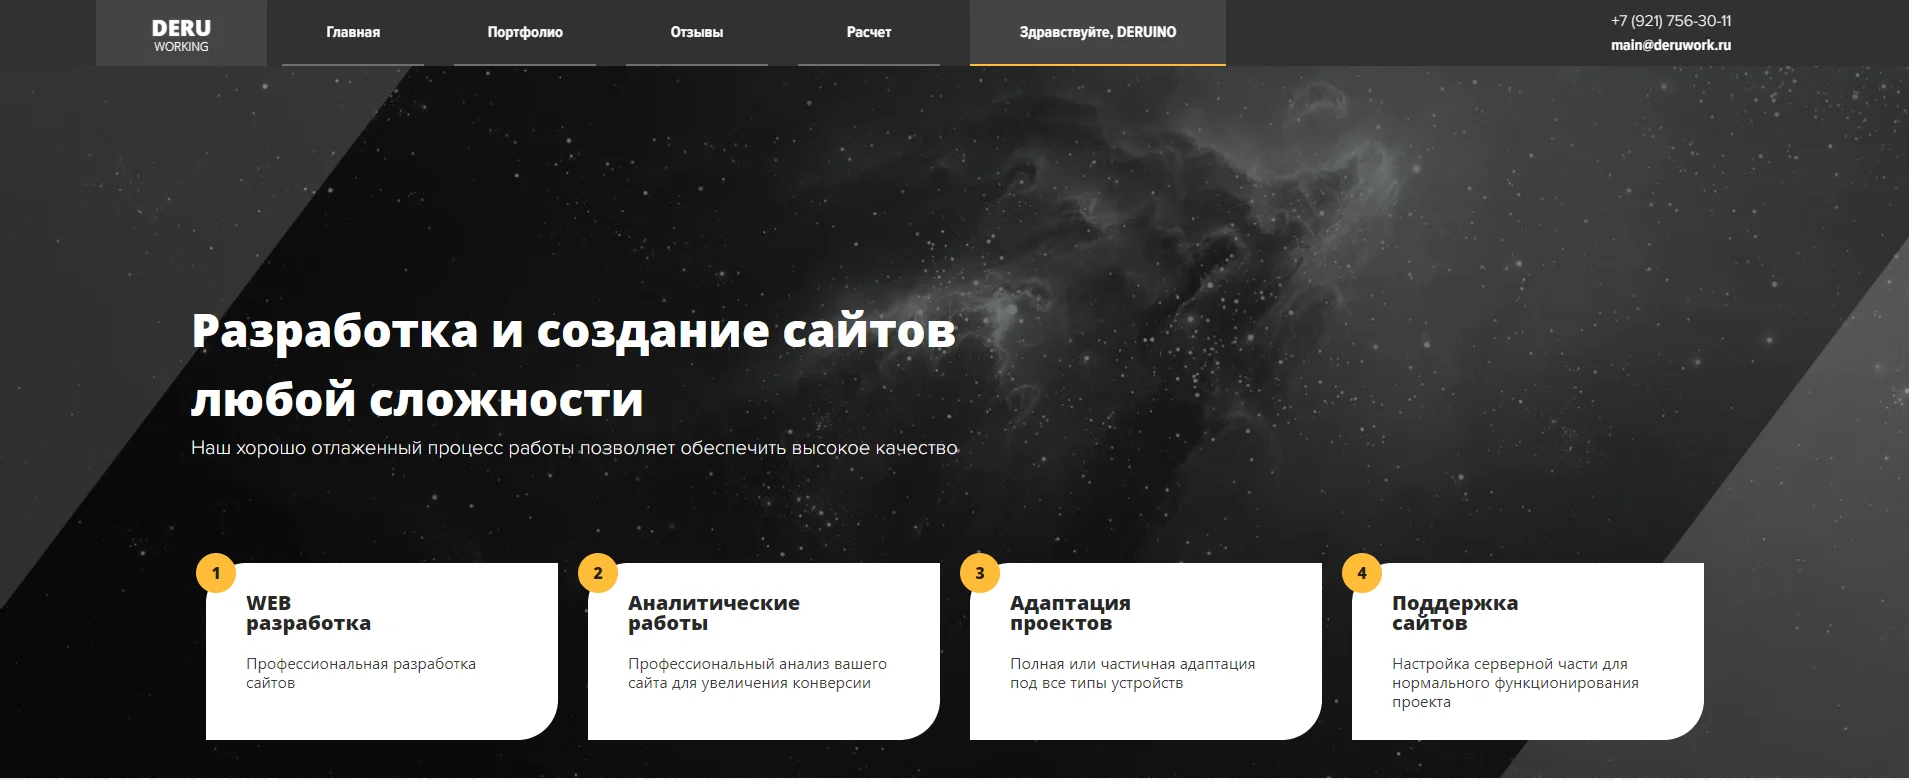 DERU
WORKING
Главная
Портфолио
Отзывы
Расчет
Здравствуйте, DERUINO
+7 (921) 756-30-11
main@deruwork.ru
Разработка и создание сайтов
любой сложности
Наш хорошо отлаженный процесс работы позволяет обеспечить высокое качество
1
WEB
разработка
Профессиональная разработка
сайтов
2
Аналитические
работы
Профессиональный анализ вашего
сайта для увеличения конверсии
3
Адаптация
проектов
Полная или частичная адаптация
под все типы устройств
4
Поддержка
сайтов
Настройка серверной части для
нормального функционирования
проекта